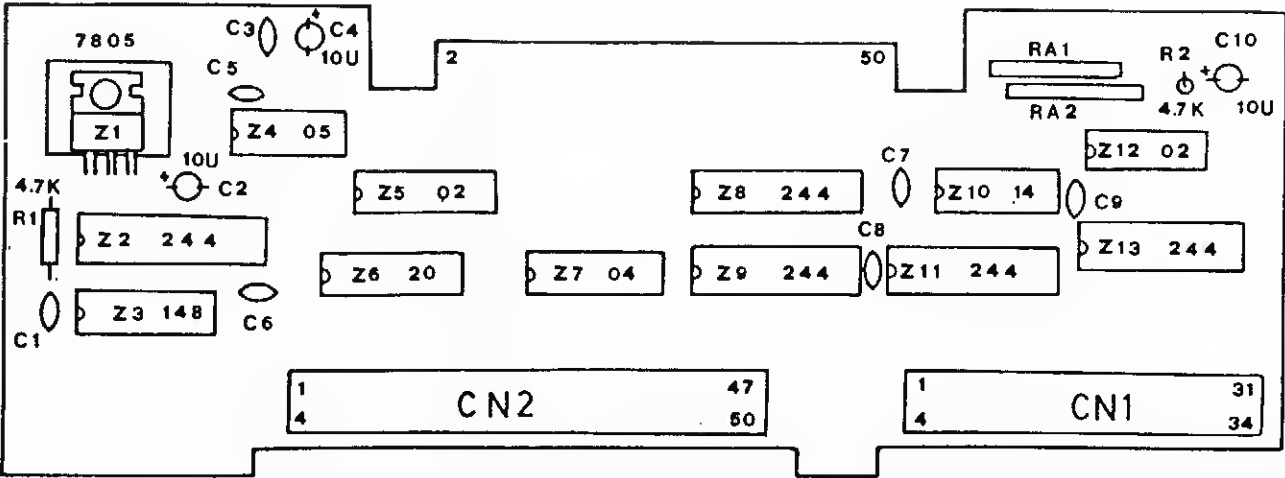 7805
Z1
C3
C4
10U
C5
Z4 05
2
50
RA1
RA2
R2
4.7K
C10
10U
Z12 02
4.7K
R1
10U
C2
Z5 02
Z8 244
C7
Z10 14
C9
Z2 244
Z6 20
Z7 04
Z9 244
C8
Z11 244
Z13 244
C1
Z3 148
C6
1
47
CN2
4
50
1
31
CN1
4
34